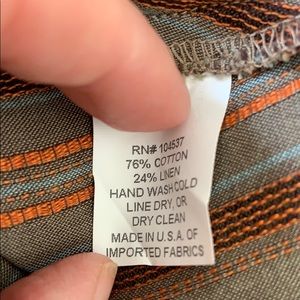 RN# 104537
76% COTTON
24% LINEN
HAND WASH COLD
LINE DRY, OR
DRY CLEAN
MADE IN U.S.A. OF
IMPORTED FABRICS